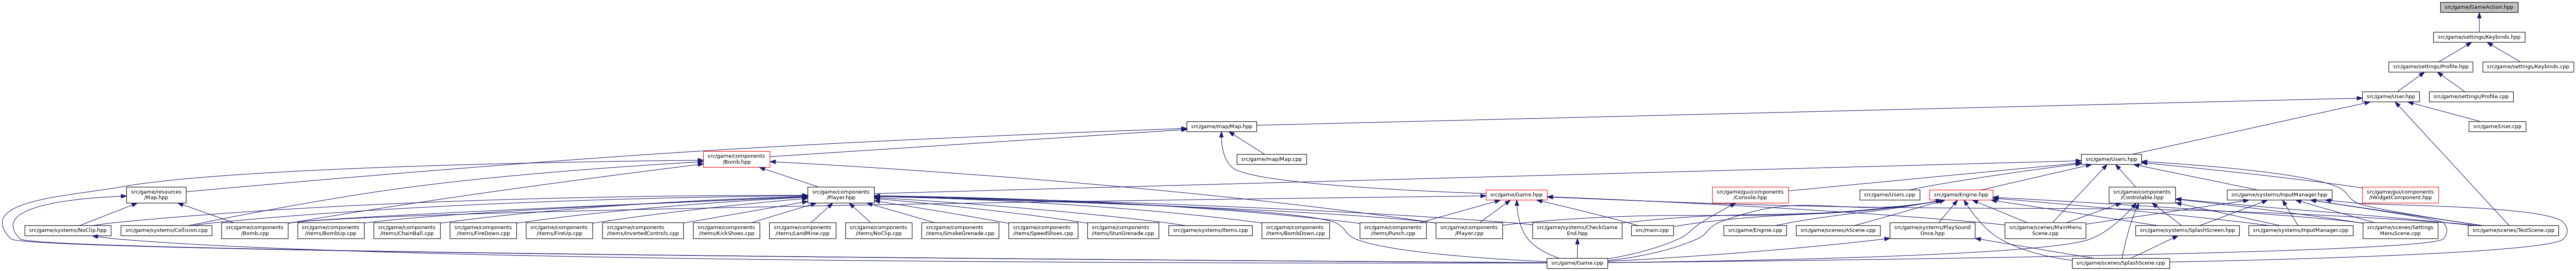 src/game/GameAction.hpp
src/game/settings/Keybinds.hpp
src/game/settings/Profile.hpp
src/game/settings/Keybinds.cpp
src/game/User.hpp
src/game/settings/Profile.cpp
src/game/map/Map.hpp
src/game/User.cpp
src/game/components
/Bomb.hpp
src/game/map/Map.cpp
src/game/Users.hpp
src/game/resources
/Map.hpp
src/game/components
/Player.hpp
src/game/Game.hpp
src/game/gui/components
/Console.hpp
src/game/Users.cpp
src/game/Engine.hpp
src/game/components
/Controlable.hpp
src/game/systems/InputManager.hpp
src/game/gui/components
/IWidgetComponent.hpp
src/game/systems/NoClip.hpp
src/game/systems/Collision.cpp
src/game/components
/Bomb.cpp
src/game/components
/items/BombUp.cpp
src/game/components
/items/ChainBall.cpp
src/game/components
/items/FireDown.cpp
src/game/components
/items/FireUp.cpp
src/game/components
/items/InvertedControls.cpp
src/game/components
/items/KickShoes.cpp
src/game/components
/items/LandMine.cpp
src/game/components
/items/NoClip.cpp
src/game/components
/items/SmokeGrenade.cpp
src/game/components
/items/SpeedShoes.cpp
src/game/components
/items/StunGrenade.cpp
src/game/systems/Items.cpp
src/game/components
/items/BombDown.cpp
src/game/components
/items/Punch.cpp
src/game/components
/Player.cpp
src/game/systems/CheckGame
End.hpp
src/main.cpp
src/game/Engine.cpp
src/game/scenes/AScene.cpp
src/game/systems/PlaySound
Once.hpp
src/game/scenes/MainMenu
Scene.cpp
src/game/systems/SplashScreen.hpp
src/game/systems/InputManager.cpp
src/game/scenes/Settings
MenuScene.cpp
src/game/scenes/TestScene.cpp
src/game/Game.cpp
src/game/scenes/SplashScene.cpp